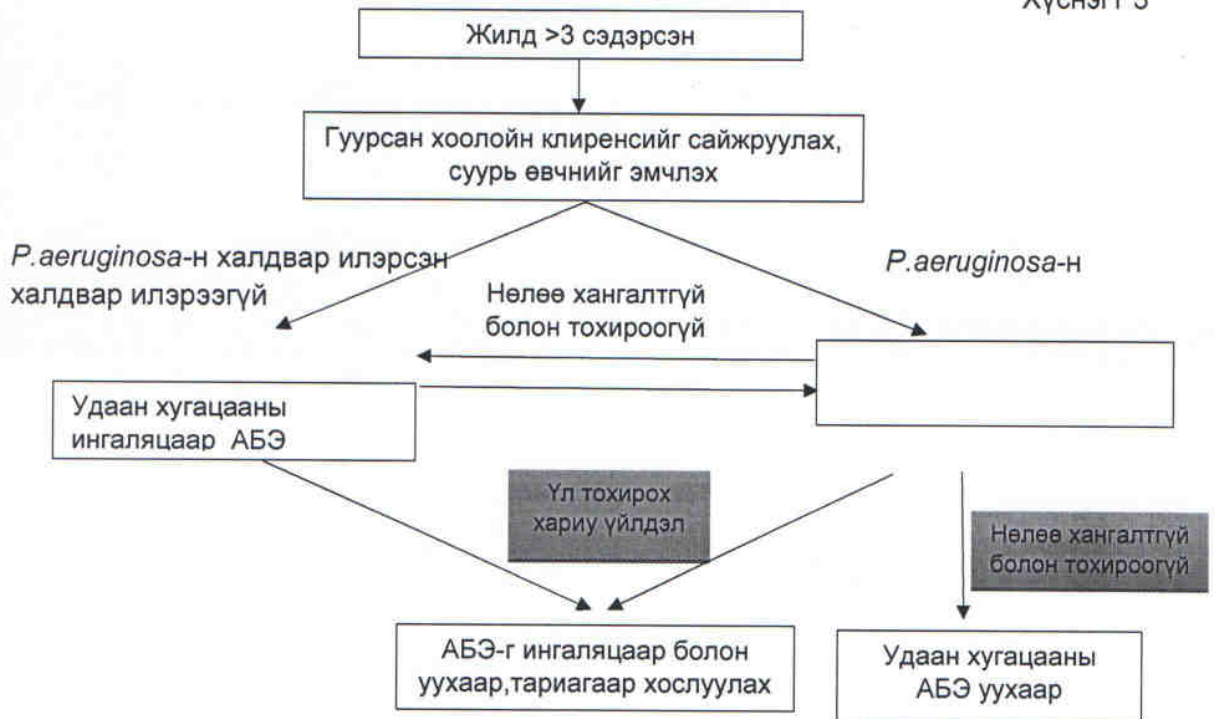 Хүснэгт 3
Жилд >3 сэдэрсэн
Гуурсан хоолойн клиренсийг сайжруулах,
суурь өвчнийг эмчлэх
P.aeruginosa-н халдвар илэрсэн
халдвар илэрээгүй
P.aeruginosa-н
Нөлөө хангалтгүй
болон тохироогүй
Удаан хугацааны
ингаляцаар АБЭ
Үл тохирох
хариу үйлдэл
Нөлөө хангалтгүй
болон тохироогүй
АБЭ-г ингаляцаар болон
уухаар,тариагаар хослуулах
Удаан хугацааны
АБЭ уухаар